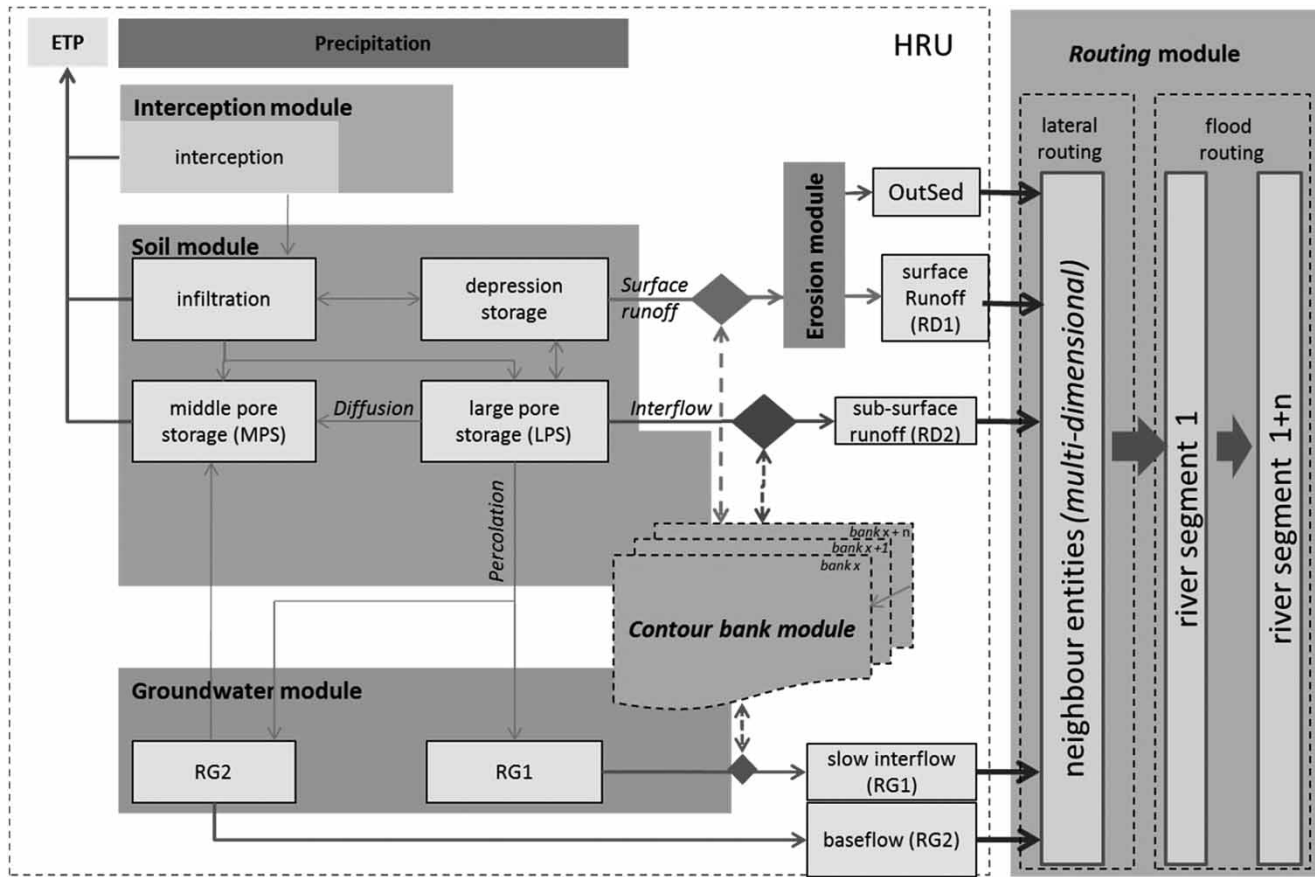 ETP
Precipitation
HRU
Routing module
Interception module
interception
lateral
routing
flood
routing
Erosion module
OutSed
Soil module
infiltration
depression
storage
Surface
runoff
surface
Runoff
(RD1)
middle pore
storage (MPS)
Diffusion
large pore
storage (LPS)
Interflow
sub-surface
runoff (RD2)
Percolation
bank x + n
bank x +1
bank x
Contour bank module
Groundwater module
RG2
RG1
slow interflow
(RG1)
baseflow (RG2)
neighbour entities (multi-dimensional)
river segment 1
river segment 1+n